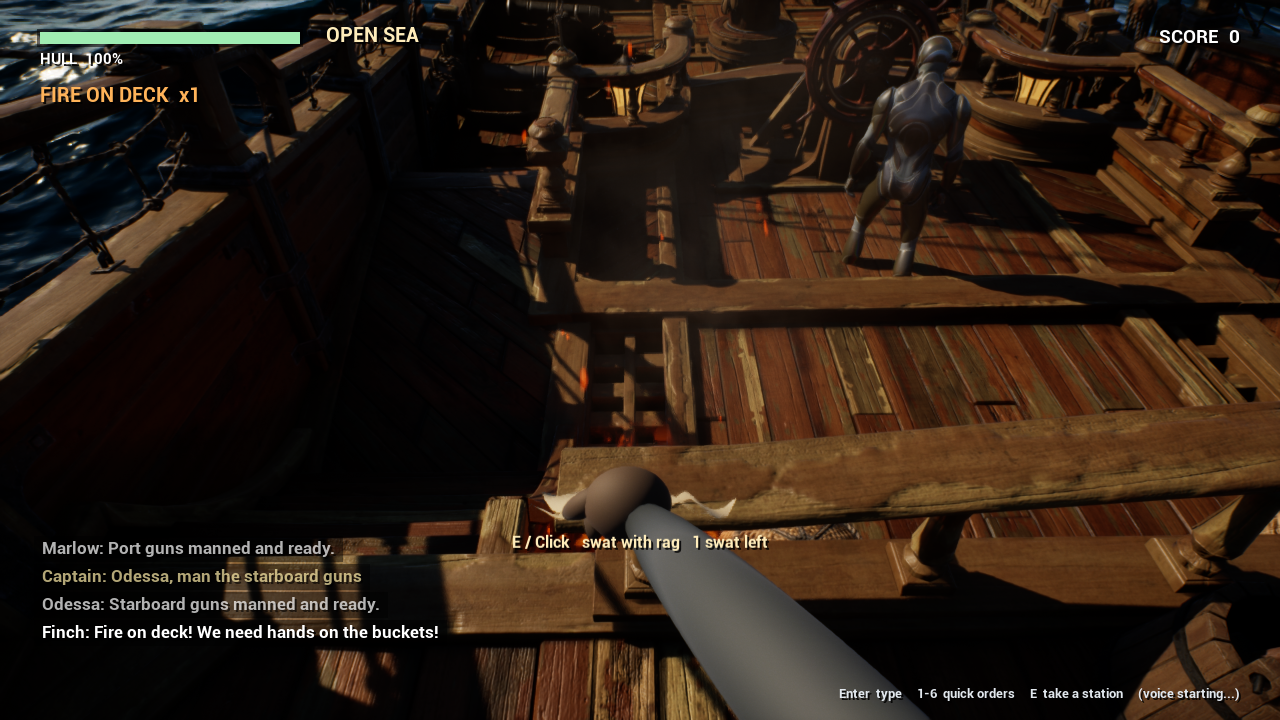 OPEN SEA
SCORE 0
HULL 100%
FIRE ON DECK x1
E / Click swat with rag 1 swat left
Marlow: Port guns manned and ready.
Captain: Odessa, man the starboard guns
Odessa: Starboard guns manned and ready.
Finch: Fire on deck! We need hands on the buckets!
Enter type 1-6 quick orders E take a station (voice starting...)